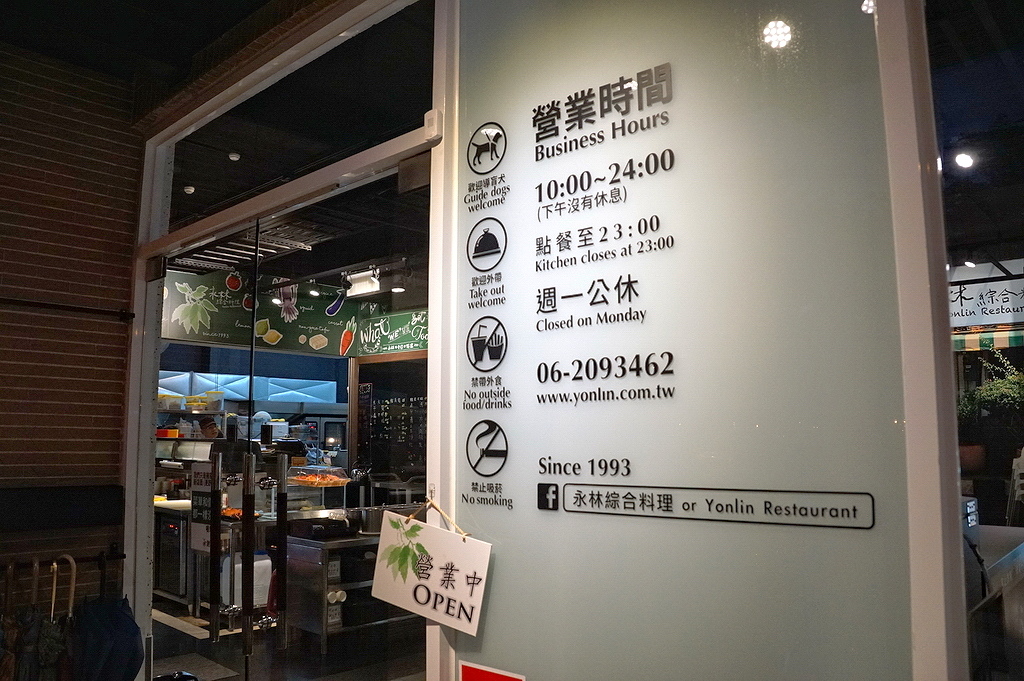 營業時間
Business Hours
10:00~24:00
(下午沒有休息)
點餐至23:00
Kitchen closes at 23:00
週一公休
Closed on Monday
06-2093462
www.yonlin.com.tw
Since 1993
f 永林綜合料理 or Yonlin Restaurant
歡迎導盲犬
Guide dogs
welcome
歡迎外帶
Take out
welcome
禁帶外食
No outside
food/drinks
禁止吸菸
No smoking
營業中
OPEN
What